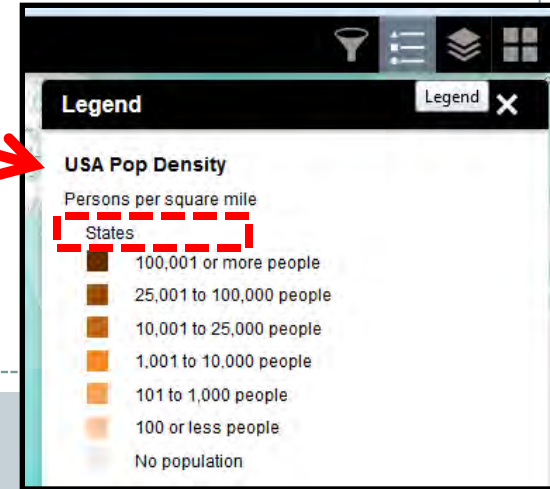 Legend
Legend
USA Pop Density
Persons per square mile
States
100,001 or more people
25,001 to 100,000 people
10,001 to 25,000 people
1,001 to 10,000 people
101 to 1,000 people
100 or less people
No population